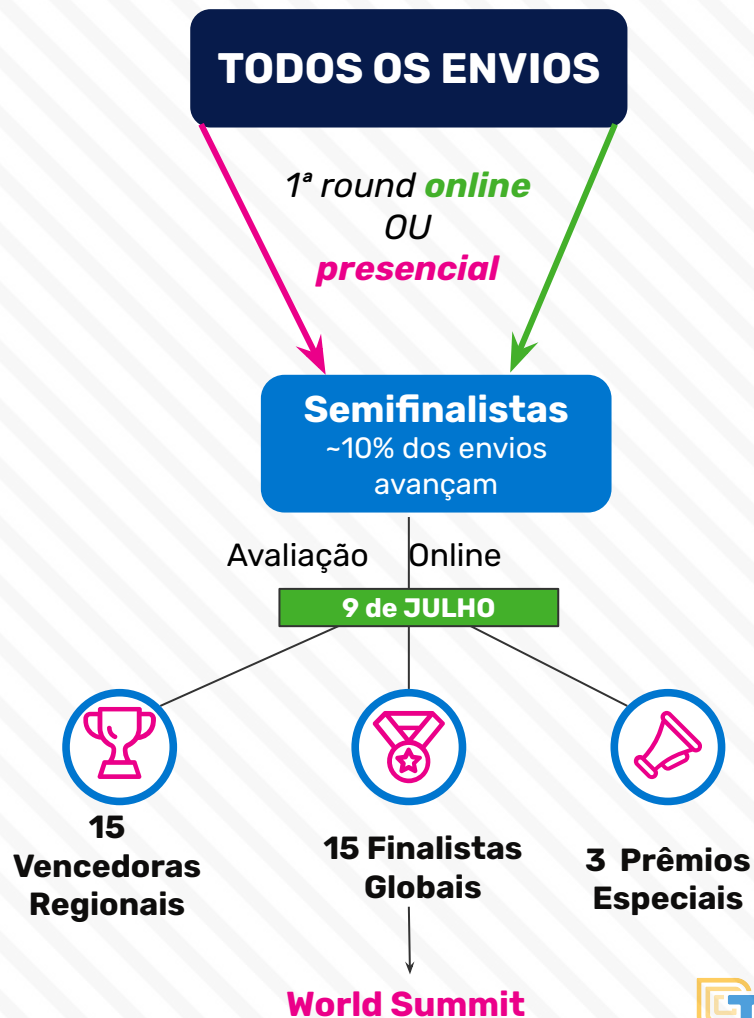 TODOS OS ENVIOS
1ª round online
OU
presencial
Semifinalistas
~10% dos envios
avançam
Avaliação Online
9 de JULHO
15
Vencedoras
Regionais
15 Finalistas
Globais
3 Prêmios
Especiais
World Summit